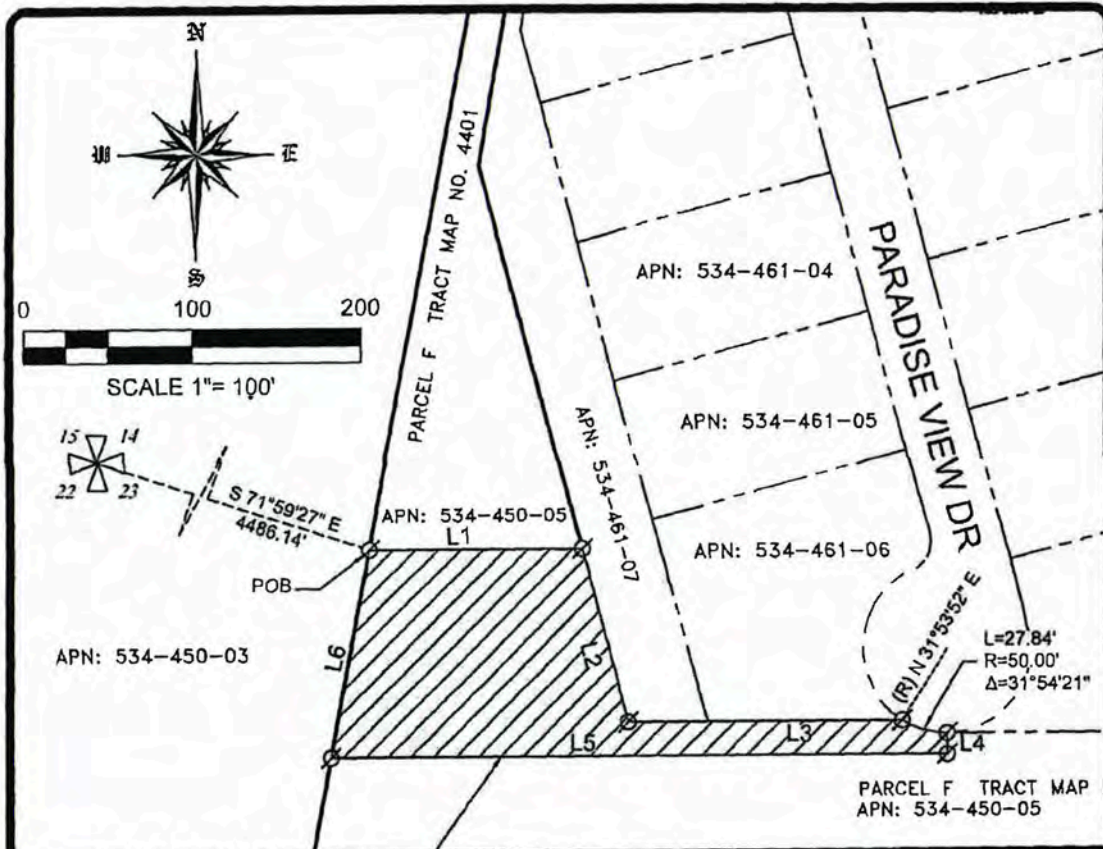 N
W
E
S
0 100 200
SCALE 1"= 100'
PARCEL F TRACT MAP NO. 4401
PARADISE VIEW DR
APN: 534-461-04
APN: 534-461-05
APN: 534-461-06
APN: 534-461-07
15 14
22 23
S 71°59'27" E
4486.14'
APN: 534-450-05
L1
POB
APN: 534-450-03
L6
L2
(R) N 31°53'52" E
L=27.84'
R=50.00'
Δ=31°54'21"
L3
L5
L4
PARCEL F TRACT MAP
APN: 534-450-05